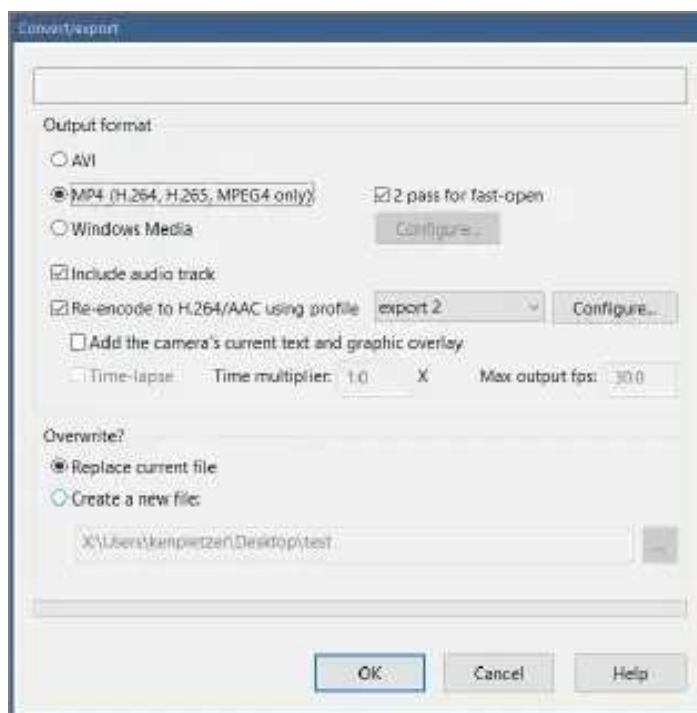 Convert/export
Output format
AVI
MP4 (H.264, H.265, MPEG4 only)
2 pass for fast-open
Windows Media
Configure...
Include audio track
Re-encode to H.264/AAC using profile
export 2
Configure...
Add the camera's current text and graphic overlay
Time-lapse
Time multiplier:
1.0
X
Max output fps:
30.0
Overwrite?
Replace current file
Create a new file:
X:\Users\kenpletzer\Desktop\test
...
OK
Cancel
Help